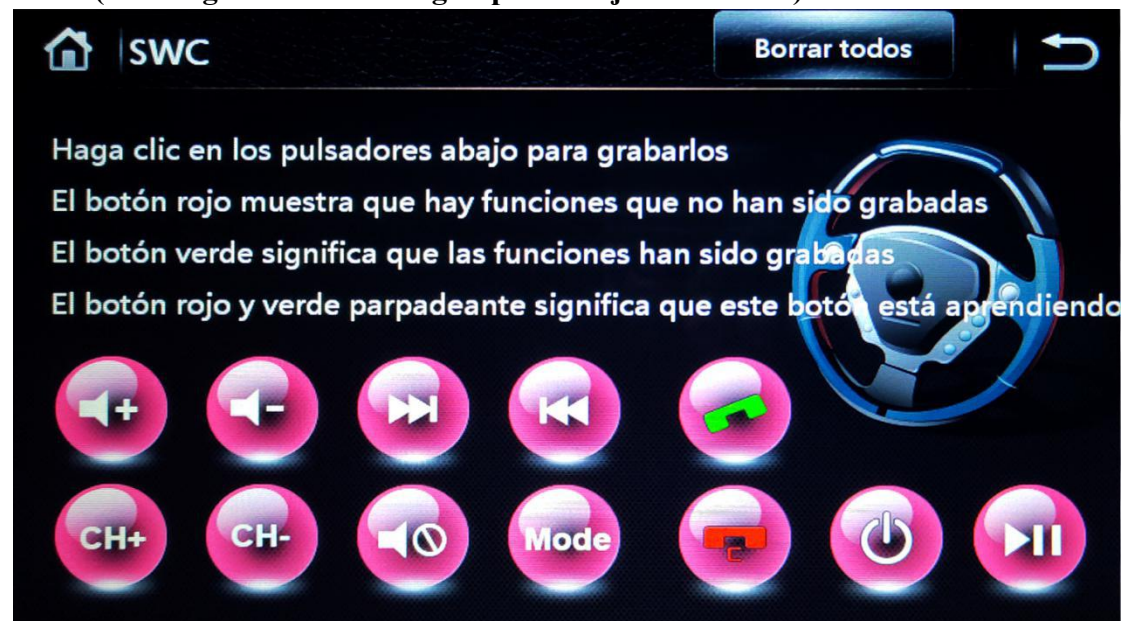 SWC
Borrar todos
Haga clic en los pulsadores abajo para grabarlos
El botón rojo muestra que hay funciones que no han sido grabadas
El botón verde significa que las funciones han sido grabadas
El botón rojo y verde parpadeante significa que este botón está aprendiendo
CH+ CH- Mode